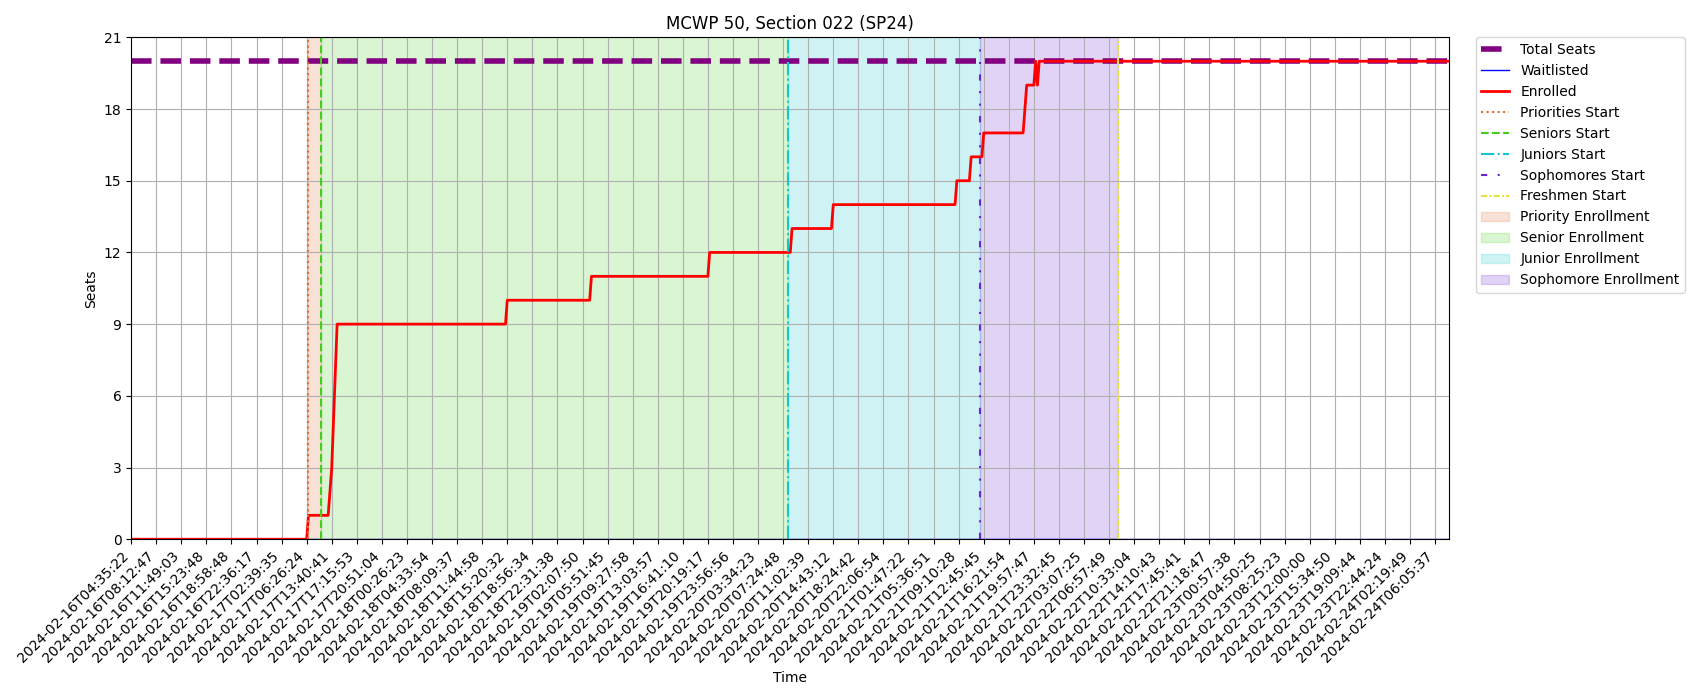 MCWP 50, Section 022 (SP24)
21
18
15
12
9
6
3
0
Seats
2024-02-16T04:35:22
2024-02-16T08:12:47
2024-02-16T11:49:03
2024-02-16T15:23:48
2024-02-16T18:58:48
2024-02-16T22:36:17
2024-02-17T02:39:35
2024-02-17T06:26:24
2024-02-17T13:40:41
2024-02-17T17:15:53
2024-02-17T20:51:04
2024-02-18T00:26:23
2024-02-18T04:33:54
2024-02-18T08:09:37
2024-02-18T11:44:58
2024-02-18T15:20:32
2024-02-18T18:56:34
2024-02-18T22:31:38
2024-02-19T02:07:50
2024-02-19T05:51:45
2024-02-19T09:27:58
2024-02-19T13:03:57
2024-02-19T16:41:10
2024-02-19T20:19:17
2024-02-19T23:56:56
2024-02-20T03:34:23
2024-02-20T07:24:48
2024-02-20T11:02:39
2024-02-20T14:43:12
2024-02-20T18:24:42
2024-02-20T22:06:54
2024-02-21T01:47:22
2024-02-21T05:36:51
2024-02-21T09:10:28
2024-02-21T12:45:45
2024-02-21T16:21:54
2024-02-21T19:57:47
2024-02-21T23:32:45
2024-02-22T03:07:25
2024-02-22T06:57:49
2024-02-22T10:33:04
2024-02-22T14:10:43
2024-02-22T17:45:41
2024-02-22T21:18:47
2024-02-23T00:57:38
2024-02-23T04:50:25
2024-02-23T08:25:23
2024-02-23T12:00:00
2024-02-23T15:34:50
2024-02-23T19:09:44
2024-02-23T22:44:24
2024-02-24T02:19:49
2024-02-24T06:05:37
Time
Total Seats
Waitlisted
Enrolled
Priorities Start
Seniors Start
Juniors Start
Sophomores Start
Freshmen Start
Priority Enrollment
Senior Enrollment
Junior Enrollment
Sophomore Enrollment